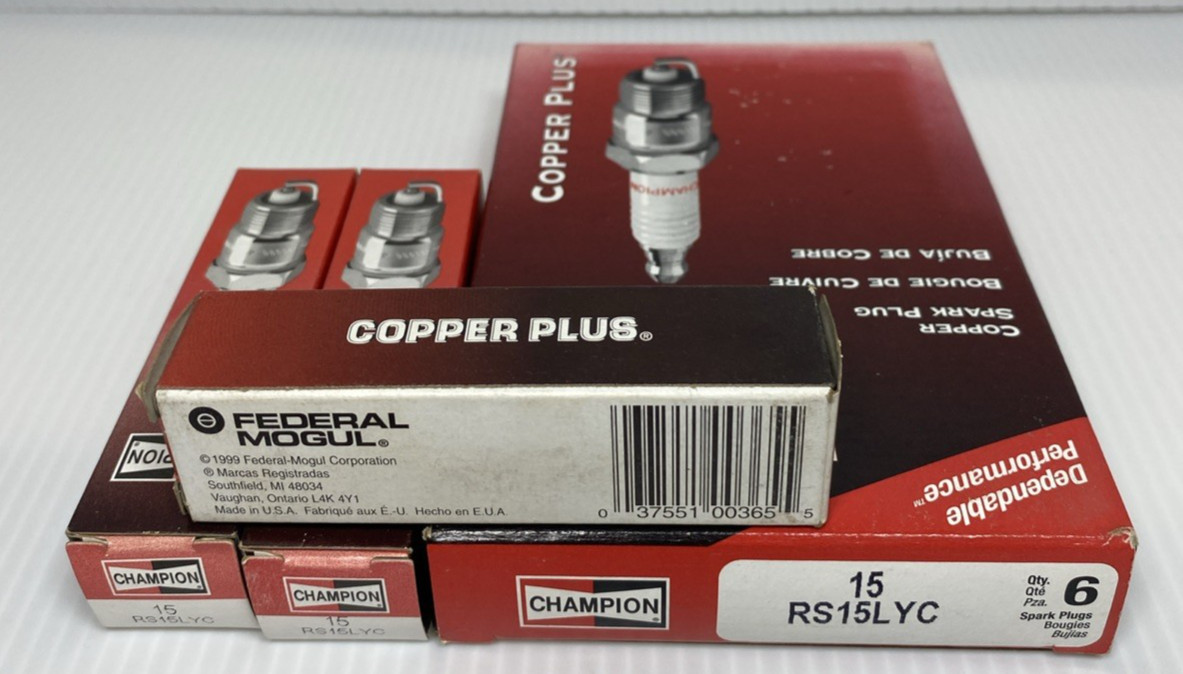 COPPER PLUS
CHAMPION
BUJÍA DE COBRE
BOUGIE DE CUIVRE
COPPER
SPARK PLUG
Dependable
Performance™
COPPER PLUS®
FEDERAL
MOGUL®
©1999 Federal-Mogul Corporation
® Marcas Registradas
Southfield, MI 48034
Vaughan, Ontario L4K 4Y1
Made in U.S.A. Fabriqué aux É.-U. Hecho en E.U.A.
0 37551 00365 5
CHAMPION
15
RS15LYC
CHAMPION
15
RS15LYC
CHAMPION
15
RS15LYC
Qty.
Qté
Pza.
6
Spark Plugs
Bougies
Bujías